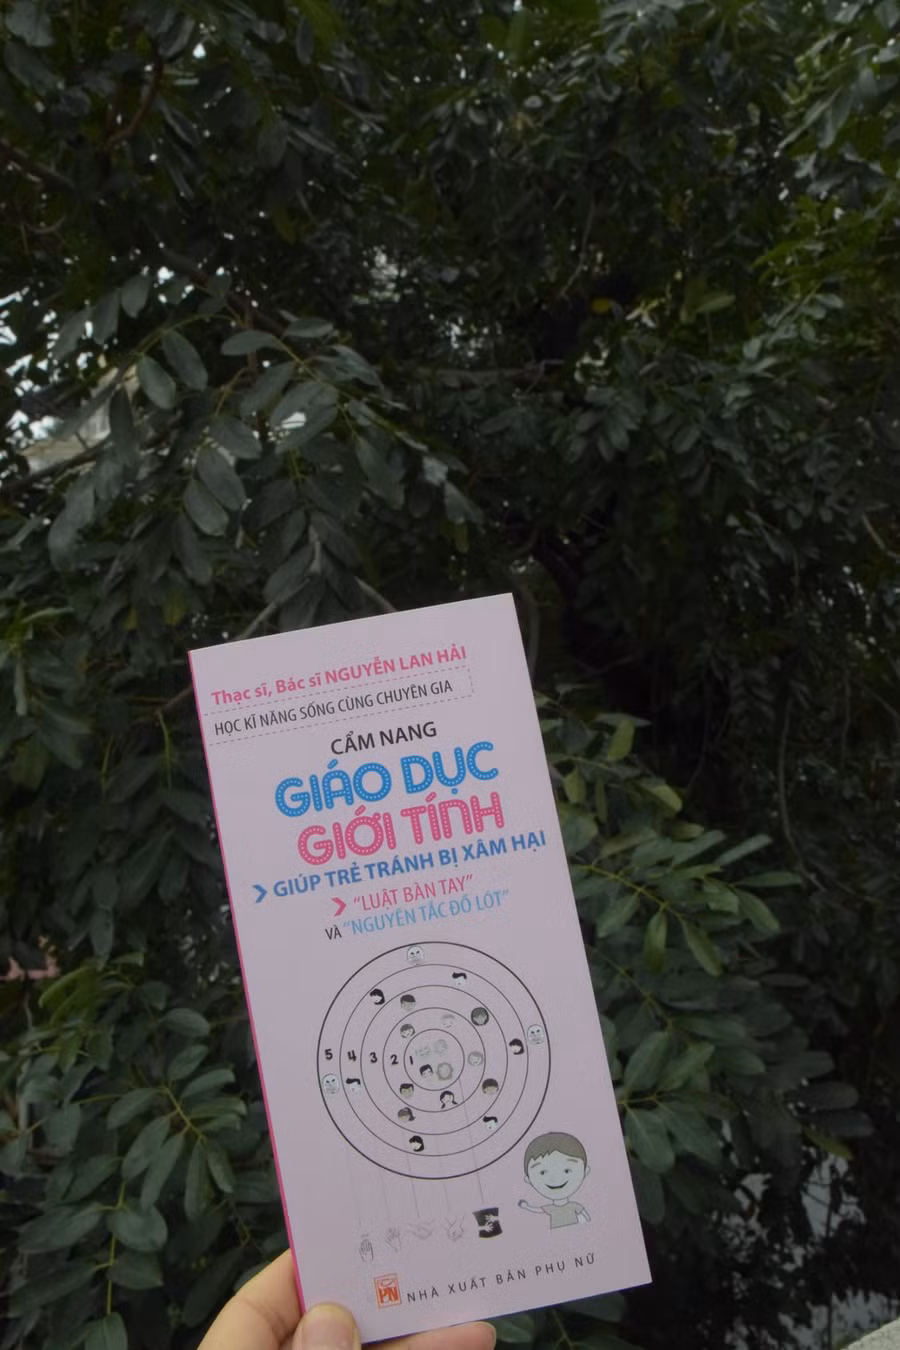 Thạc sĩ, Bác sĩ NGUYỄN LAN HẢI
HỌC KĨ NĂNG SỐNG CÙNG CHUYÊN GIA
CẨM NANG
GIÁO DỤC
GIỚI TÍNH
GIÚP TRẺ TRÁNH BỊ XÂM HẠI
“LUẬT BÀN TAY”
VÀ “NGUYÊN TẮC ĐỒ LÓT”
5 4 3 2 1
PN NHÀ XUẤT BẢN PHỤ NỮ